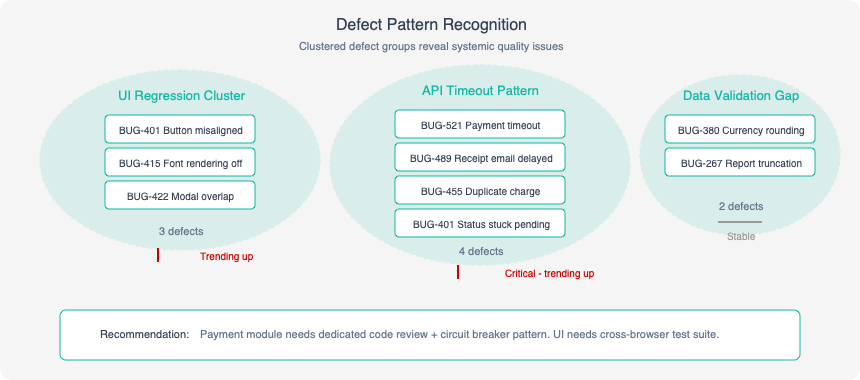 Defect Pattern Recognition
Clustered defect groups reveal systemic quality issues
UI Regression Cluster
BUG-401 Button misaligned
BUG-415 Font rendering off
BUG-422 Modal overlap
3 defects
Trending up
API Timeout Pattern
BUG-521 Payment timeout
BUG-489 Receipt email delayed
BUG-455 Duplicate charge
BUG-401 Status stuck pending
4 defects
Critical - trending up
Data Validation Gap
BUG-380 Currency rounding
BUG-267 Report truncation
2 defects
Stable
Recommendation: Payment module needs dedicated code review + circuit breaker pattern. UI needs cross-browser test suite.